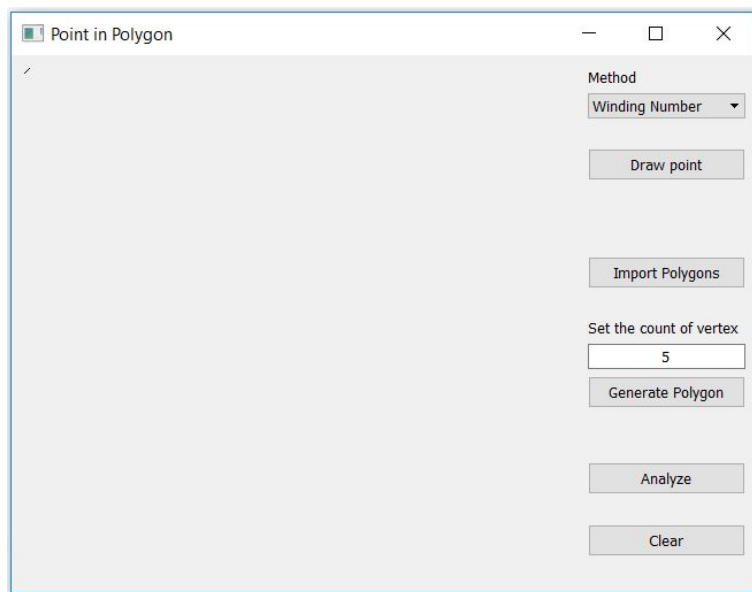 Point in Polygon
Method
Winding Number
Draw point
Import Polygons
Set the count of vertex
5
Generate Polygon
Analyze
Clear